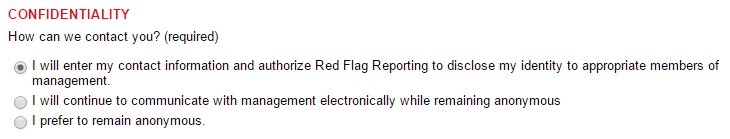 CONFIDENTIALITY
How can we contact you? (required)
I will enter my contact information and authorize Red Flag Reporting to disclose my identity to appropriate members of
management.
I will continue to communicate with management electronically while remaining anonymous
I prefer to remain anonymous.